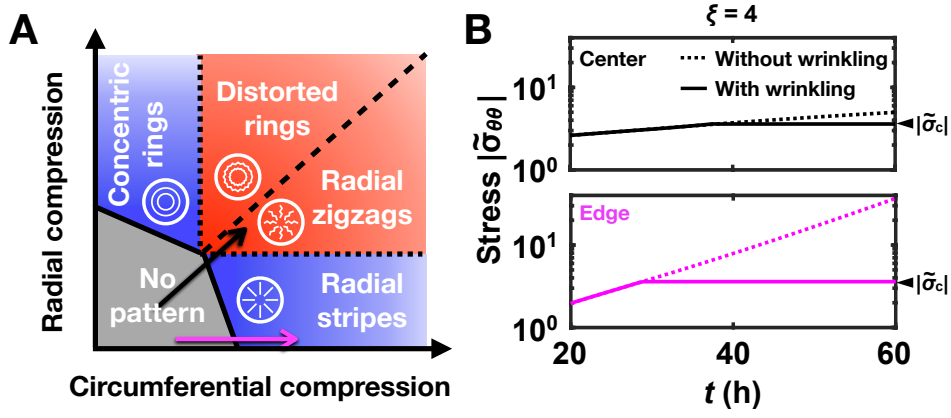 A
Radial compression
Concentric
rings
Distorted
rings
Radial
zigzags
No
pattern
Radial
stripes
Circumferential compression
B
ξ = 4
Stress |σ̃θθ|
Center
Without wrinkling
With wrinkling
10¹
10⁰
|σ̃c|
Edge
10¹
10⁰
|σ̃c|
20
40
60
t (h)